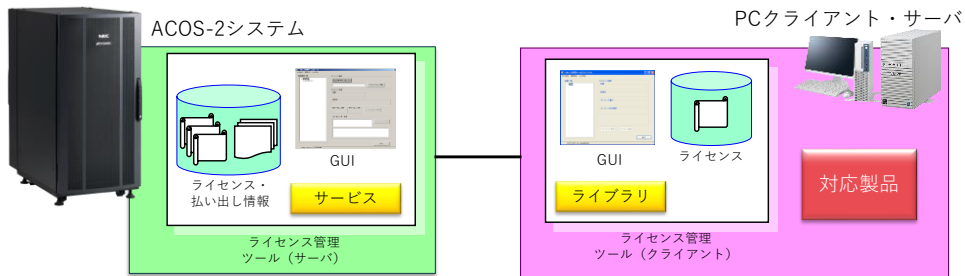 ACOS-2システム
PCクライアント・サーバ
NEC
GUI
ライセンス・
払い出し情報
サービス
ライセンス管理
ツール（サーバ）
GUI
ライセンス
ライブラリ
対応製品
ライセンス管理
ツール（クライアント）